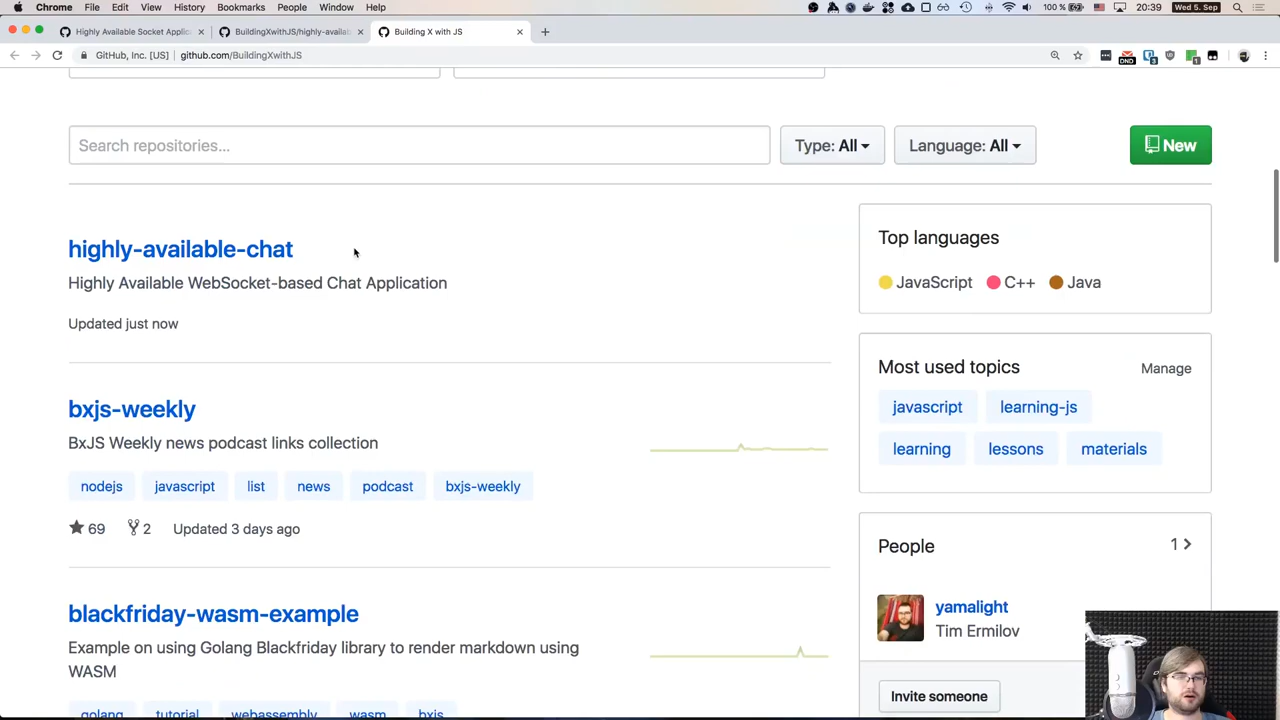 Chrome File Edit View History Bookmarks People Window Help 100 % 20:39 Wed 5. Sep
Highly Available Socket Applic × BuildingXwithJS/highly-availab × Building X with JS ×
GitHub, Inc. [US] github.com/BuildingXwithJS
Search repositories... Type: All Language: All New
highly-available-chat
Highly Available WebSocket-based Chat Application
Updated just now
Top languages
JavaScript C++ Java
bxjs-weekly
BxJS Weekly news podcast links collection
nodejs javascript list news podcast bxjs-weekly
69 2 Updated 3 days ago
Most used topics Manage
javascript learning-js
learning lessons materials
blackfriday-wasm-example
Example on using Golang Blackfriday library to render markdown using
WASM
golang tutorial webassembly wasm bxjs
People 1
yamalight
Tim Ermilov
Invite someone